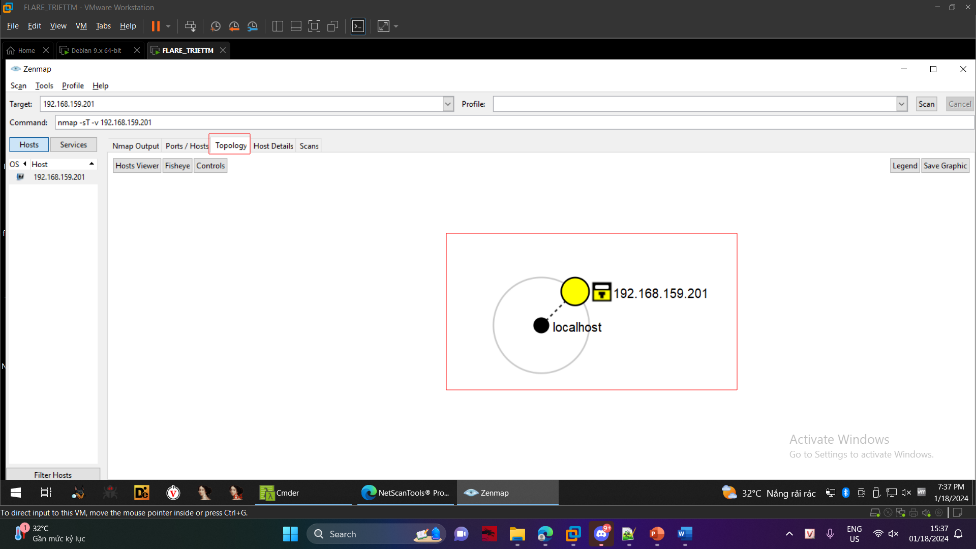 FLARE_TRIETTM - VMware Workstation
File Edit View VM Tabs Help
Home Debian 9.x 64-bit FLARE_TRIETTM
Zenmap
Scan Tools Profile Help
Target: 192.168.159.201 Profile: Scan Cancel
Command: nmap -sT -v 192.168.159.201
Hosts Services Nmap Output Ports / Hosts Topology Host Details Scans
OS Host Hosts Viewer Fisheye Controls Legend Save Graphic
192.168.159.201
192.168.159.201
localhost
Activate Windows
Go to Settings to activate Windows.
Filter Hosts
Cmder NetScanTools® Pro... Zenmap 32°C Nắng rải rác 7:37 PM
1/18/2024
To direct input to this VM, move the mouse pointer inside or press Ctrl+G.
1 32°C
Gần mức kỷ lục
Search 9+ ENG
US 15:37
01/18/2024